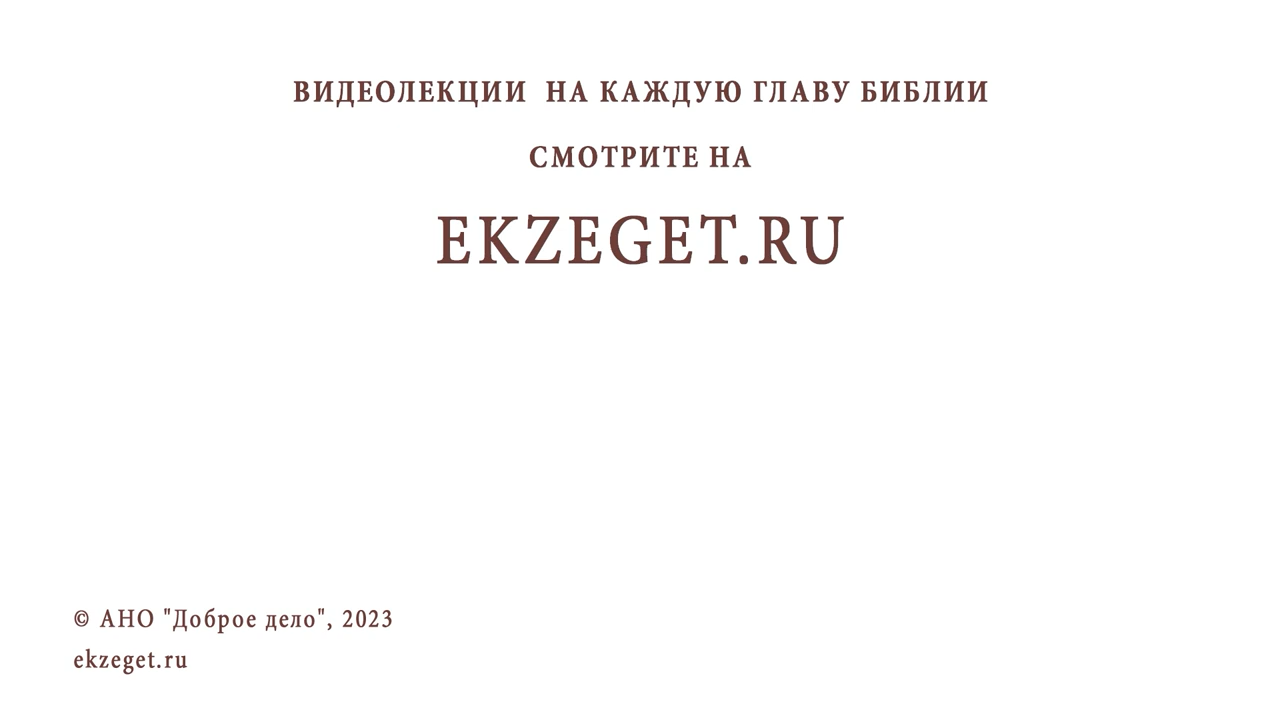 ВИДЕОЛЕКЦИИ НА КАЖДУЮ ГЛАВУ БИБЛИИ
СМОТРИТЕ НА
EKZEGET.RU
© АНО "Доброе дело", 2023
ekzeget.ru